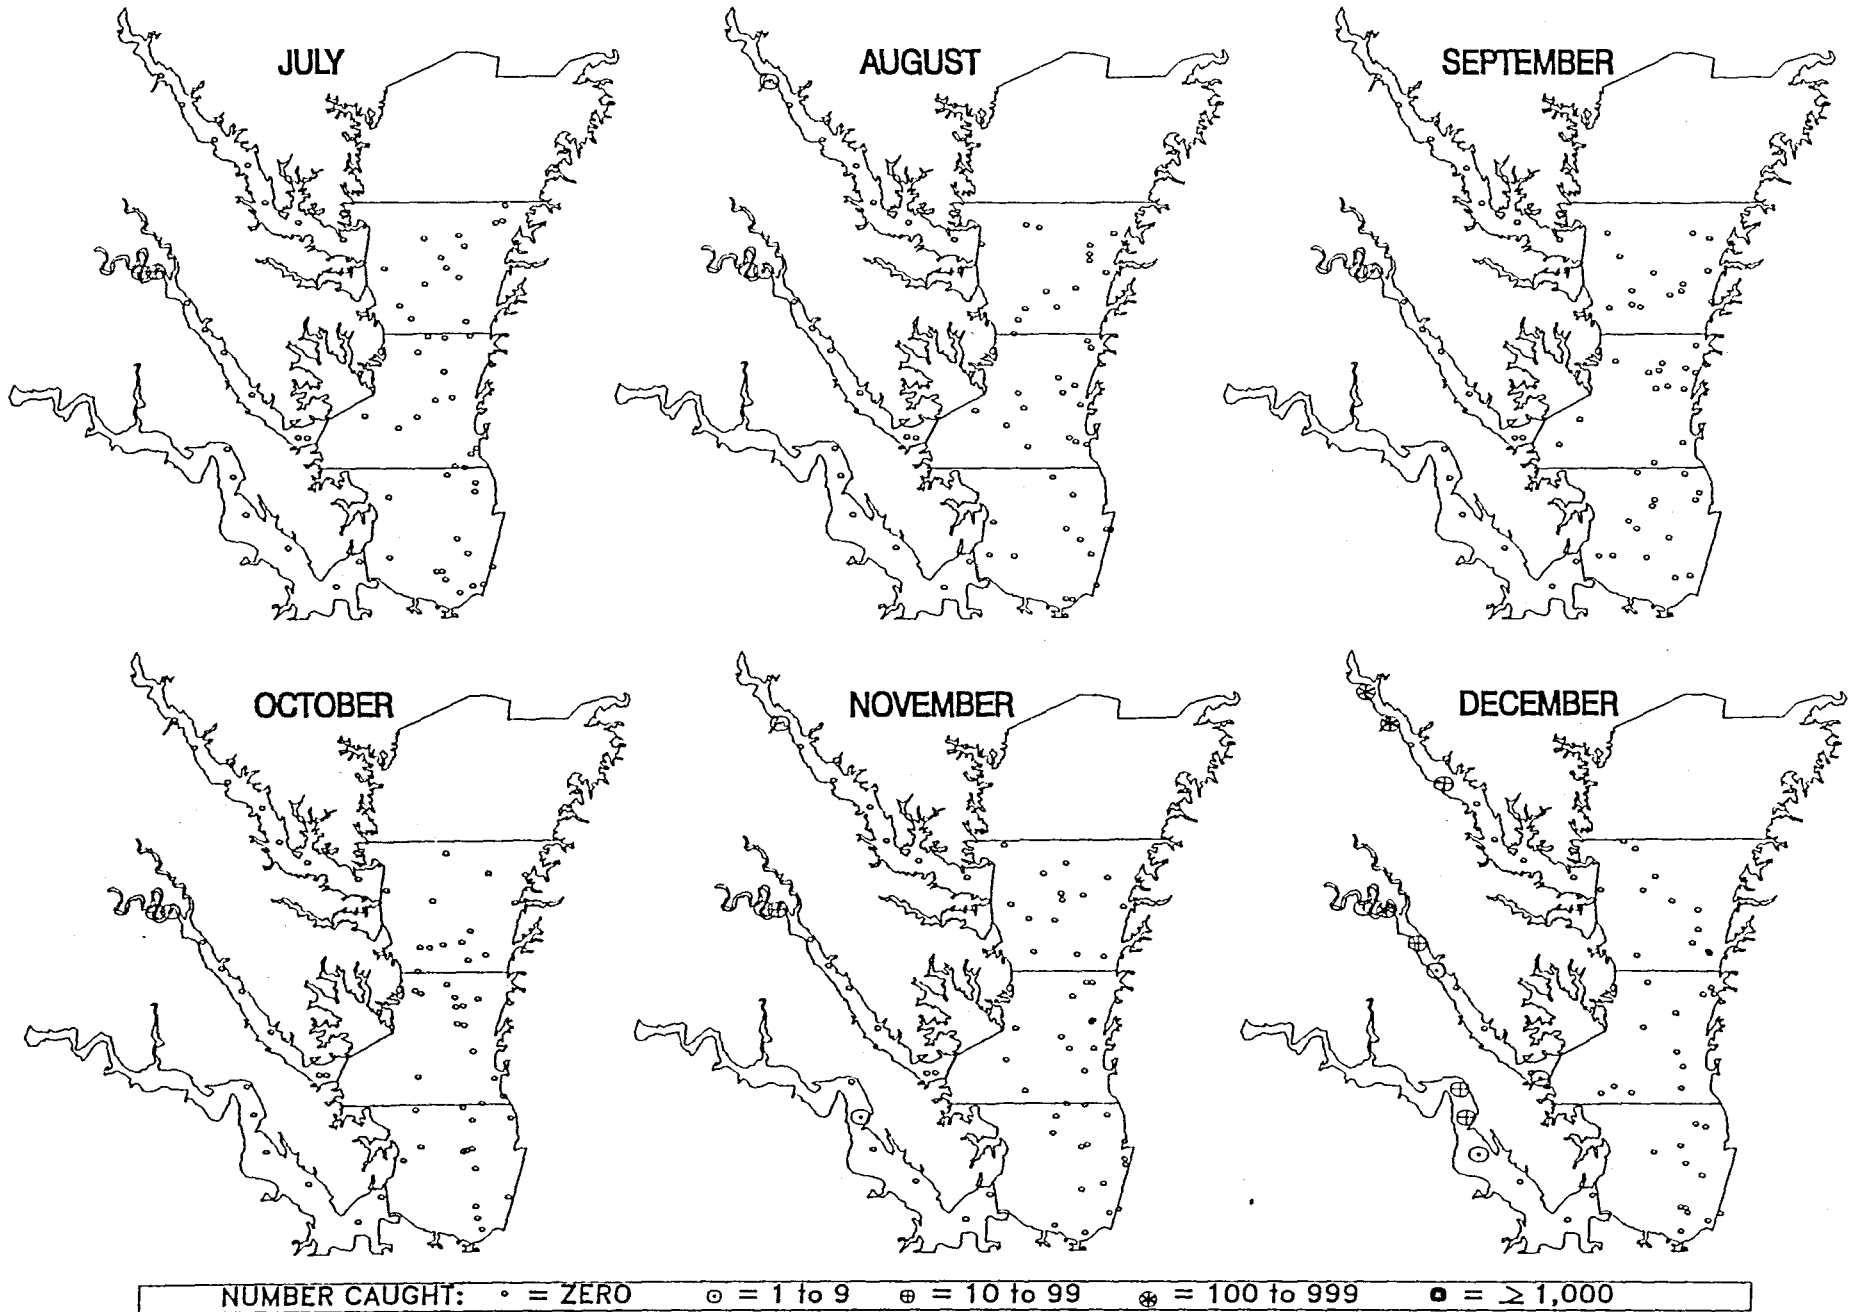 JULY
AUGUST
SEPTEMBER
OCTOBER
NOVEMBER
DECEMBER
NUMBER CAUGHT: = ZERO = 1 to 9 = 10 to 99 = 100 to 999 = ≥ 1,000